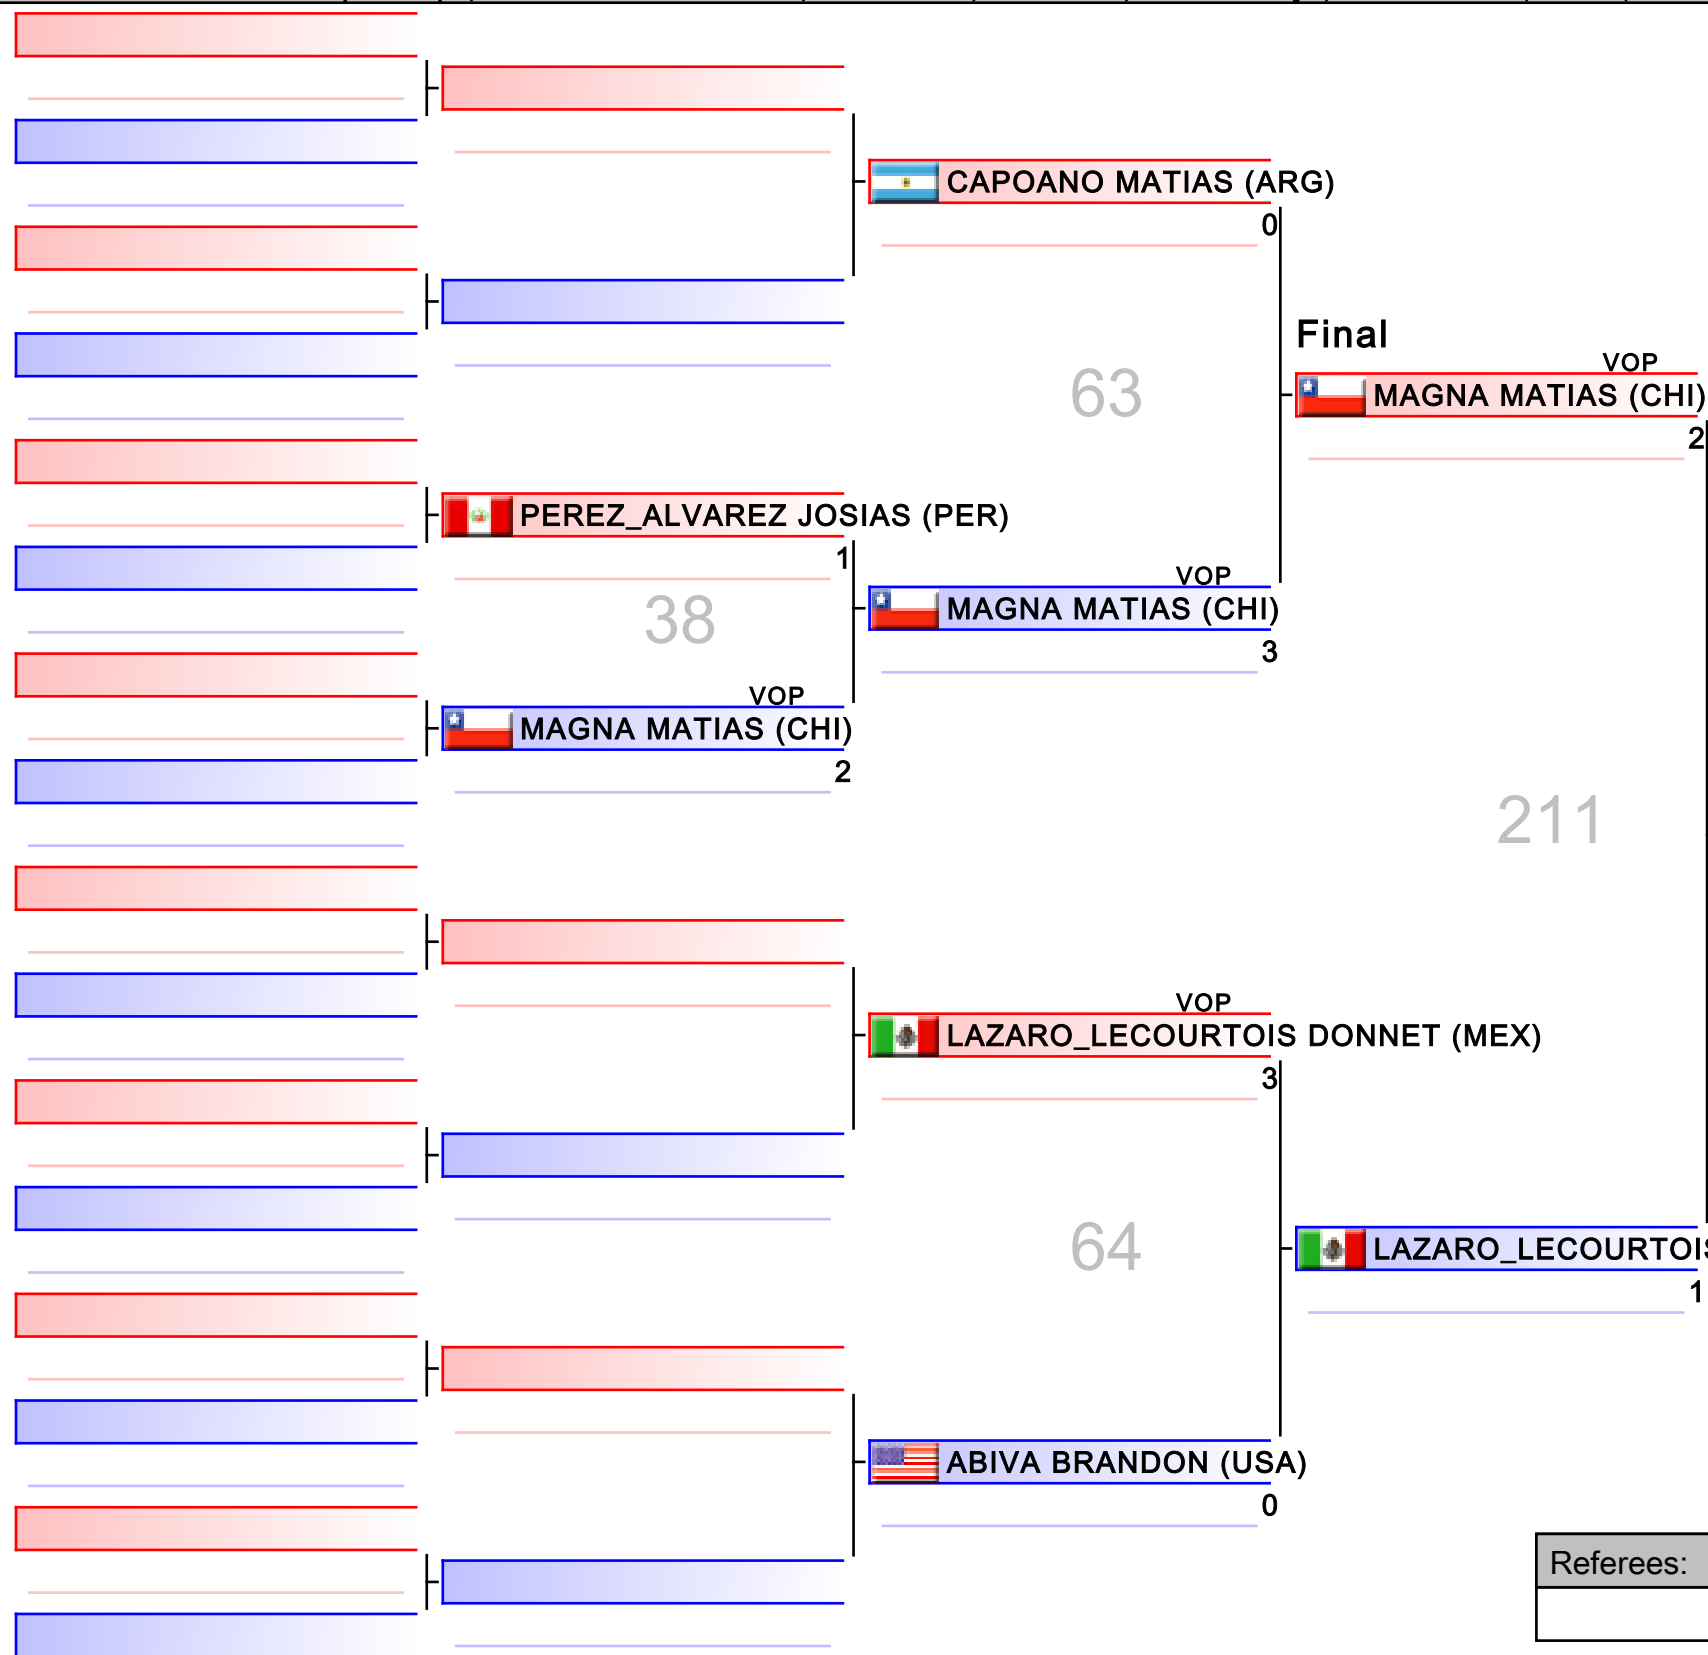 CAPOANO MATIAS (ARG)
0
Final
63
VOP
MAGNA MATIAS (CHI)
2
PEREZ_ALVAREZ JOSIAS (PER)
1
VOP
38
MAGNA MATIAS (CHI)
3
VOP
MAGNA MATIAS (CHI)
2
211
VOP
LAZARO_LECOURTOIS DONNET (MEX)
3
64
LAZARO_LECOURTOIS
1
ABIVA BRANDON (USA)
0
Referees: